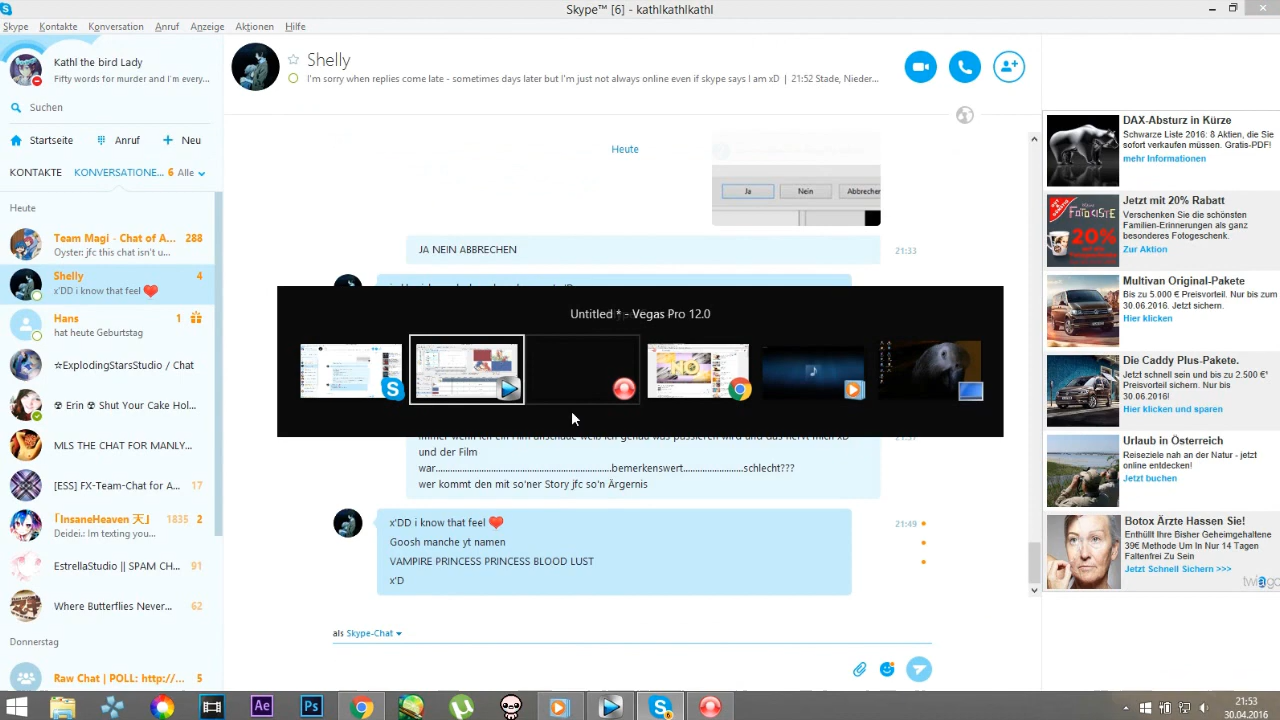 Skype™ [6] - kathlkathlkathl
Skype Kontakte Konversation Anruf Anzeige Aktionen Hilfe
Kathl the bird Lady
Fifty words for murder and I'm every...
Suchen
Startseite Anruf Neu
KONTAKTE KONVERSATIONE... 6 Alle
Heute
Team Magi - Chat of A... 288
Oyster: jfc this chat isn't u...
Shelly 4
x'DD i know that feel
Hans 1
hat heute Geburtstag
☆ExplodingStarsStudio / Chat
☢ Erin ☢ Shut Your Cake Hol...
MLS THE CHAT FOR MANLY...
[ESS] FX-Team-Chat for A... 17
「InsaneHeaven 天」 1835 2
Deidei.: Im texting you...
EstrellaStudio || SPAM CH... 91
Where Butterflies Never... 62
Donnerstag
Raw Chat | POLL: http://... 5
Shelly
I'm sorry when replies come late - sometimes days later but I'm just not always online even if skype says I am xD | 21:52 Stade, Nieder...
Heute
Ja Nein Abbrechen
JA NEIN ABBRECHEN 21:33
Untitled * - Vegas Pro 12.0
und der Film
war...............................................................bemerkenswert.......................schlecht???
wer kommt den mit so'ner Story jfc so'n Ärgernis
x'DD i know that feel 21:49
Goosh manche yt namen
VAMPIRE PRINCESS PRINCESS BLOOD LUST
x'D
als Skype-Chat
DAX-Absturz in Kürze
Schwarze Liste 2016: 8 Aktien, die Sie
sofort verkaufen müssen. Gratis-PDF!
mehr Informationen
FOTOKISTE
20%
Jetzt mit 20% Rabatt
Verschenken Sie die schönsten
Familien-Erinnerungen als ganz
besonderes Fotogeschenk.
Zur Aktion
Multivan Original-Pakete
Bis zu 5.000 € Preisvorteil. Nur bis zum
30.06.2016. Jetzt sichern.
Hier klicken
Die Caddy Plus-Pakete.
Jetzt schnell sein und bis zu 2.500 €*
Preisvorteil sichern. Nur bis
30.06.2016!
Hier klicken und sparen
Urlaub in Österreich
Reiseziele nah an der Natur - jetzt
online entdecken!
Jetzt buchen
Botox Ärzte Hassen Sie!
Enthüllt Ihre Bisher Geheimgehaltene
39€ Methode Um In Nur 14 Tagen
Faltenfrei Zu Sein
Jetzt Schnell Sichern >>>
twiago
Ae Ps
21:53
30.04.2016